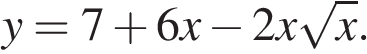 y = 7 + 6x − 2x√x.